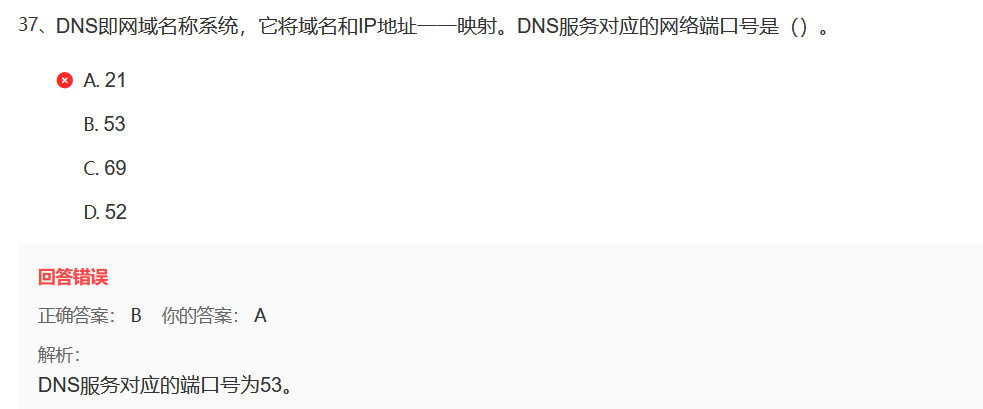 37、DNS即网域名称系统，它将域名和IP地址一一映射。DNS服务对应的网络端口号是（）。
A. 21
B. 53
C. 69
D. 52
回答错误
正确答案： B 你的答案： A
解析：
DNS服务对应的端口号为53。